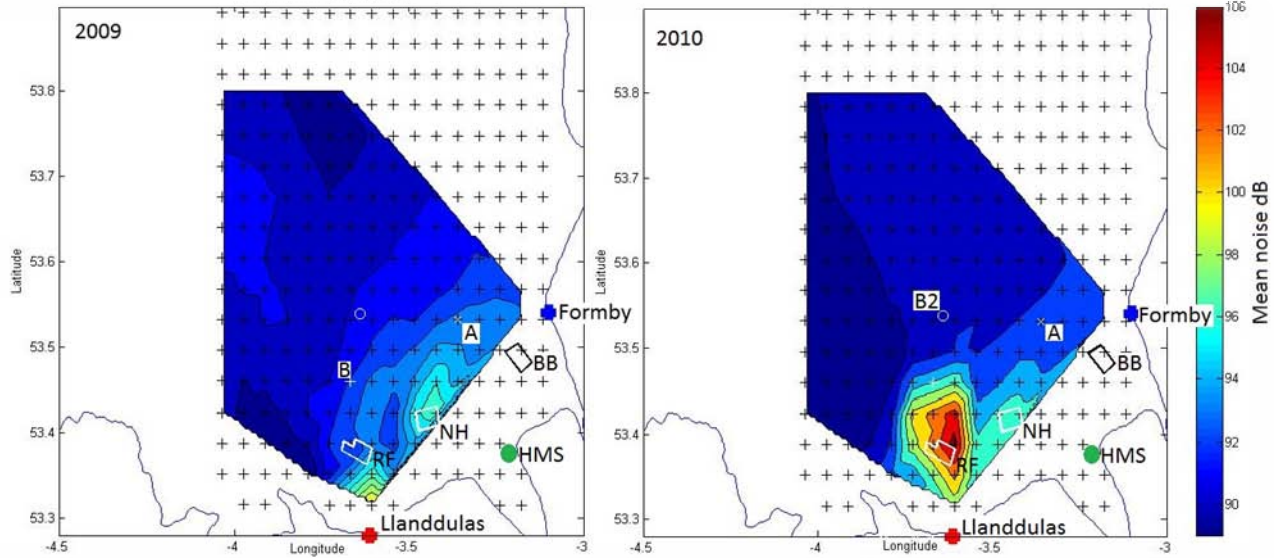 2009
53.8
53.7
53.6
53.5
53.4
53.3
Latitude
-4.5
-4
Longitude
-3.5
-3
A
B
BB
NH
RF
HMS
Formby
Llanddulas
2010
53.8
53.7
53.6
53.5
53.4
53.3
Latitude
-4.5
-4
Longitude
-3.5
-3
B2
A
BB
NH
RF
HMS
Formby
Llanddulas
106
104
102
100
98
96
94
92
90
Mean noise dB